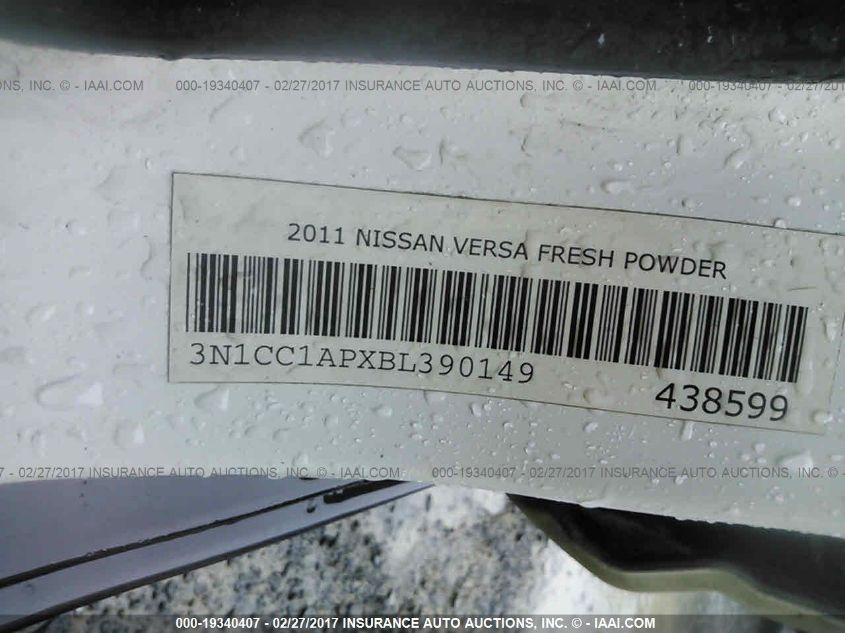 S, INC. © - IAAI.COM 000-19340407 - 02/27/2017 INSURANCE AUTO AUCTIONS, INC. © - IAAI.COM 000-19340407 - 02/27/2017 INSURAN
2011 NISSAN VERSA FRESH POWDER
3N1CC1APXBL390149
438599
7 - 02/27/2017 INSURANCE AUTO AUCTIONS, INC. © - IAAI.COM 000-19340407 - 02/27/2017 INSURANCE AUTO AUCTIONS, INC. ©
000-19340407 - 02/27/2017 INSURANCE AUTO AUCTIONS, INC. © - IAAI.COM